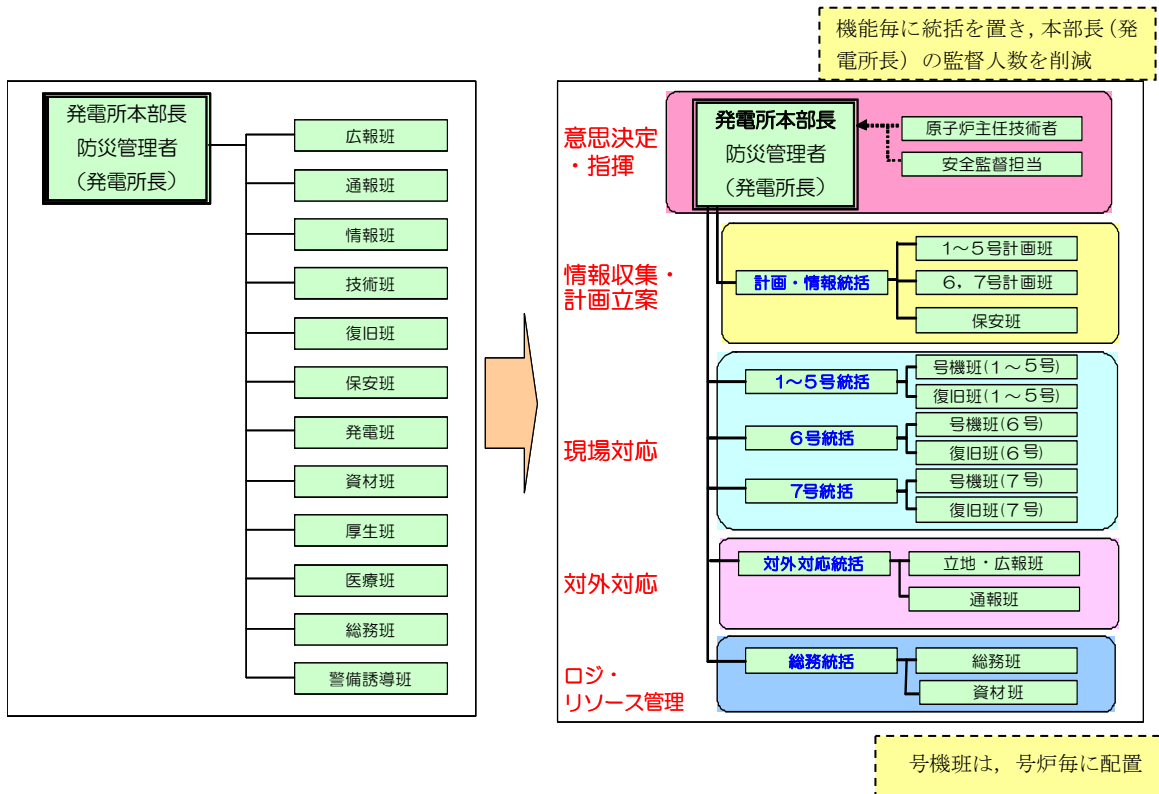 機能毎に統括を置き,本部長(発
電所長)の監督人数を削減
発電所本部長
防災管理者
(発電所長)
広報班
通報班
情報班
技術班
復旧班
保安班
発電班
資材班
厚生班
医療班
総務班
警備誘導班
意思決定
・指揮
発電所本部長
防災管理者
(発電所長)
原子炉主任技術者
安全監督担当
情報収集・
計画立案
計画・情報統括
1~5号計画班
6,7号計画班
保安班
現場対応
1~5号統括
号機班(1~5号)
復旧班(1~5号)
6号統括
号機班(6号)
復旧班(6号)
7号統括
号機班(7号)
復旧班(7号)
対外対応
対外対応統括
立地・広報班
通報班
ロジ・
リソース管理
総務統括
総務班
資材班
号機班は,号炉毎に配置